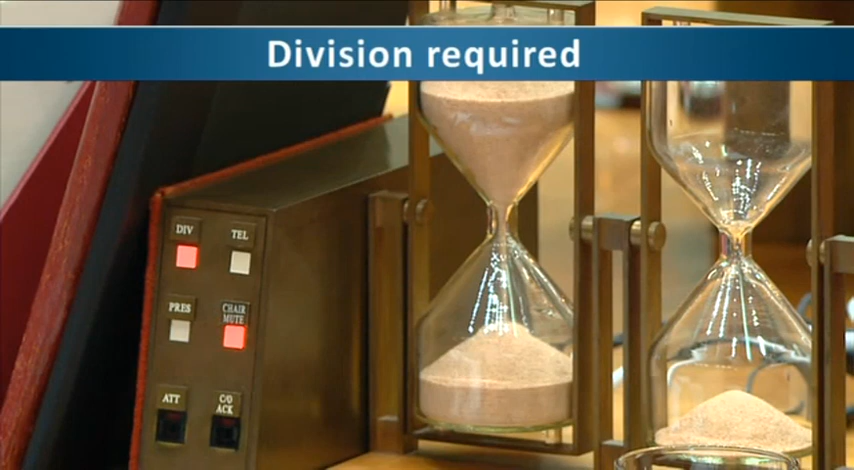 Division required
DIV
TEL
PRES
CHAIR
MUTE
ATT
C/O
ACK